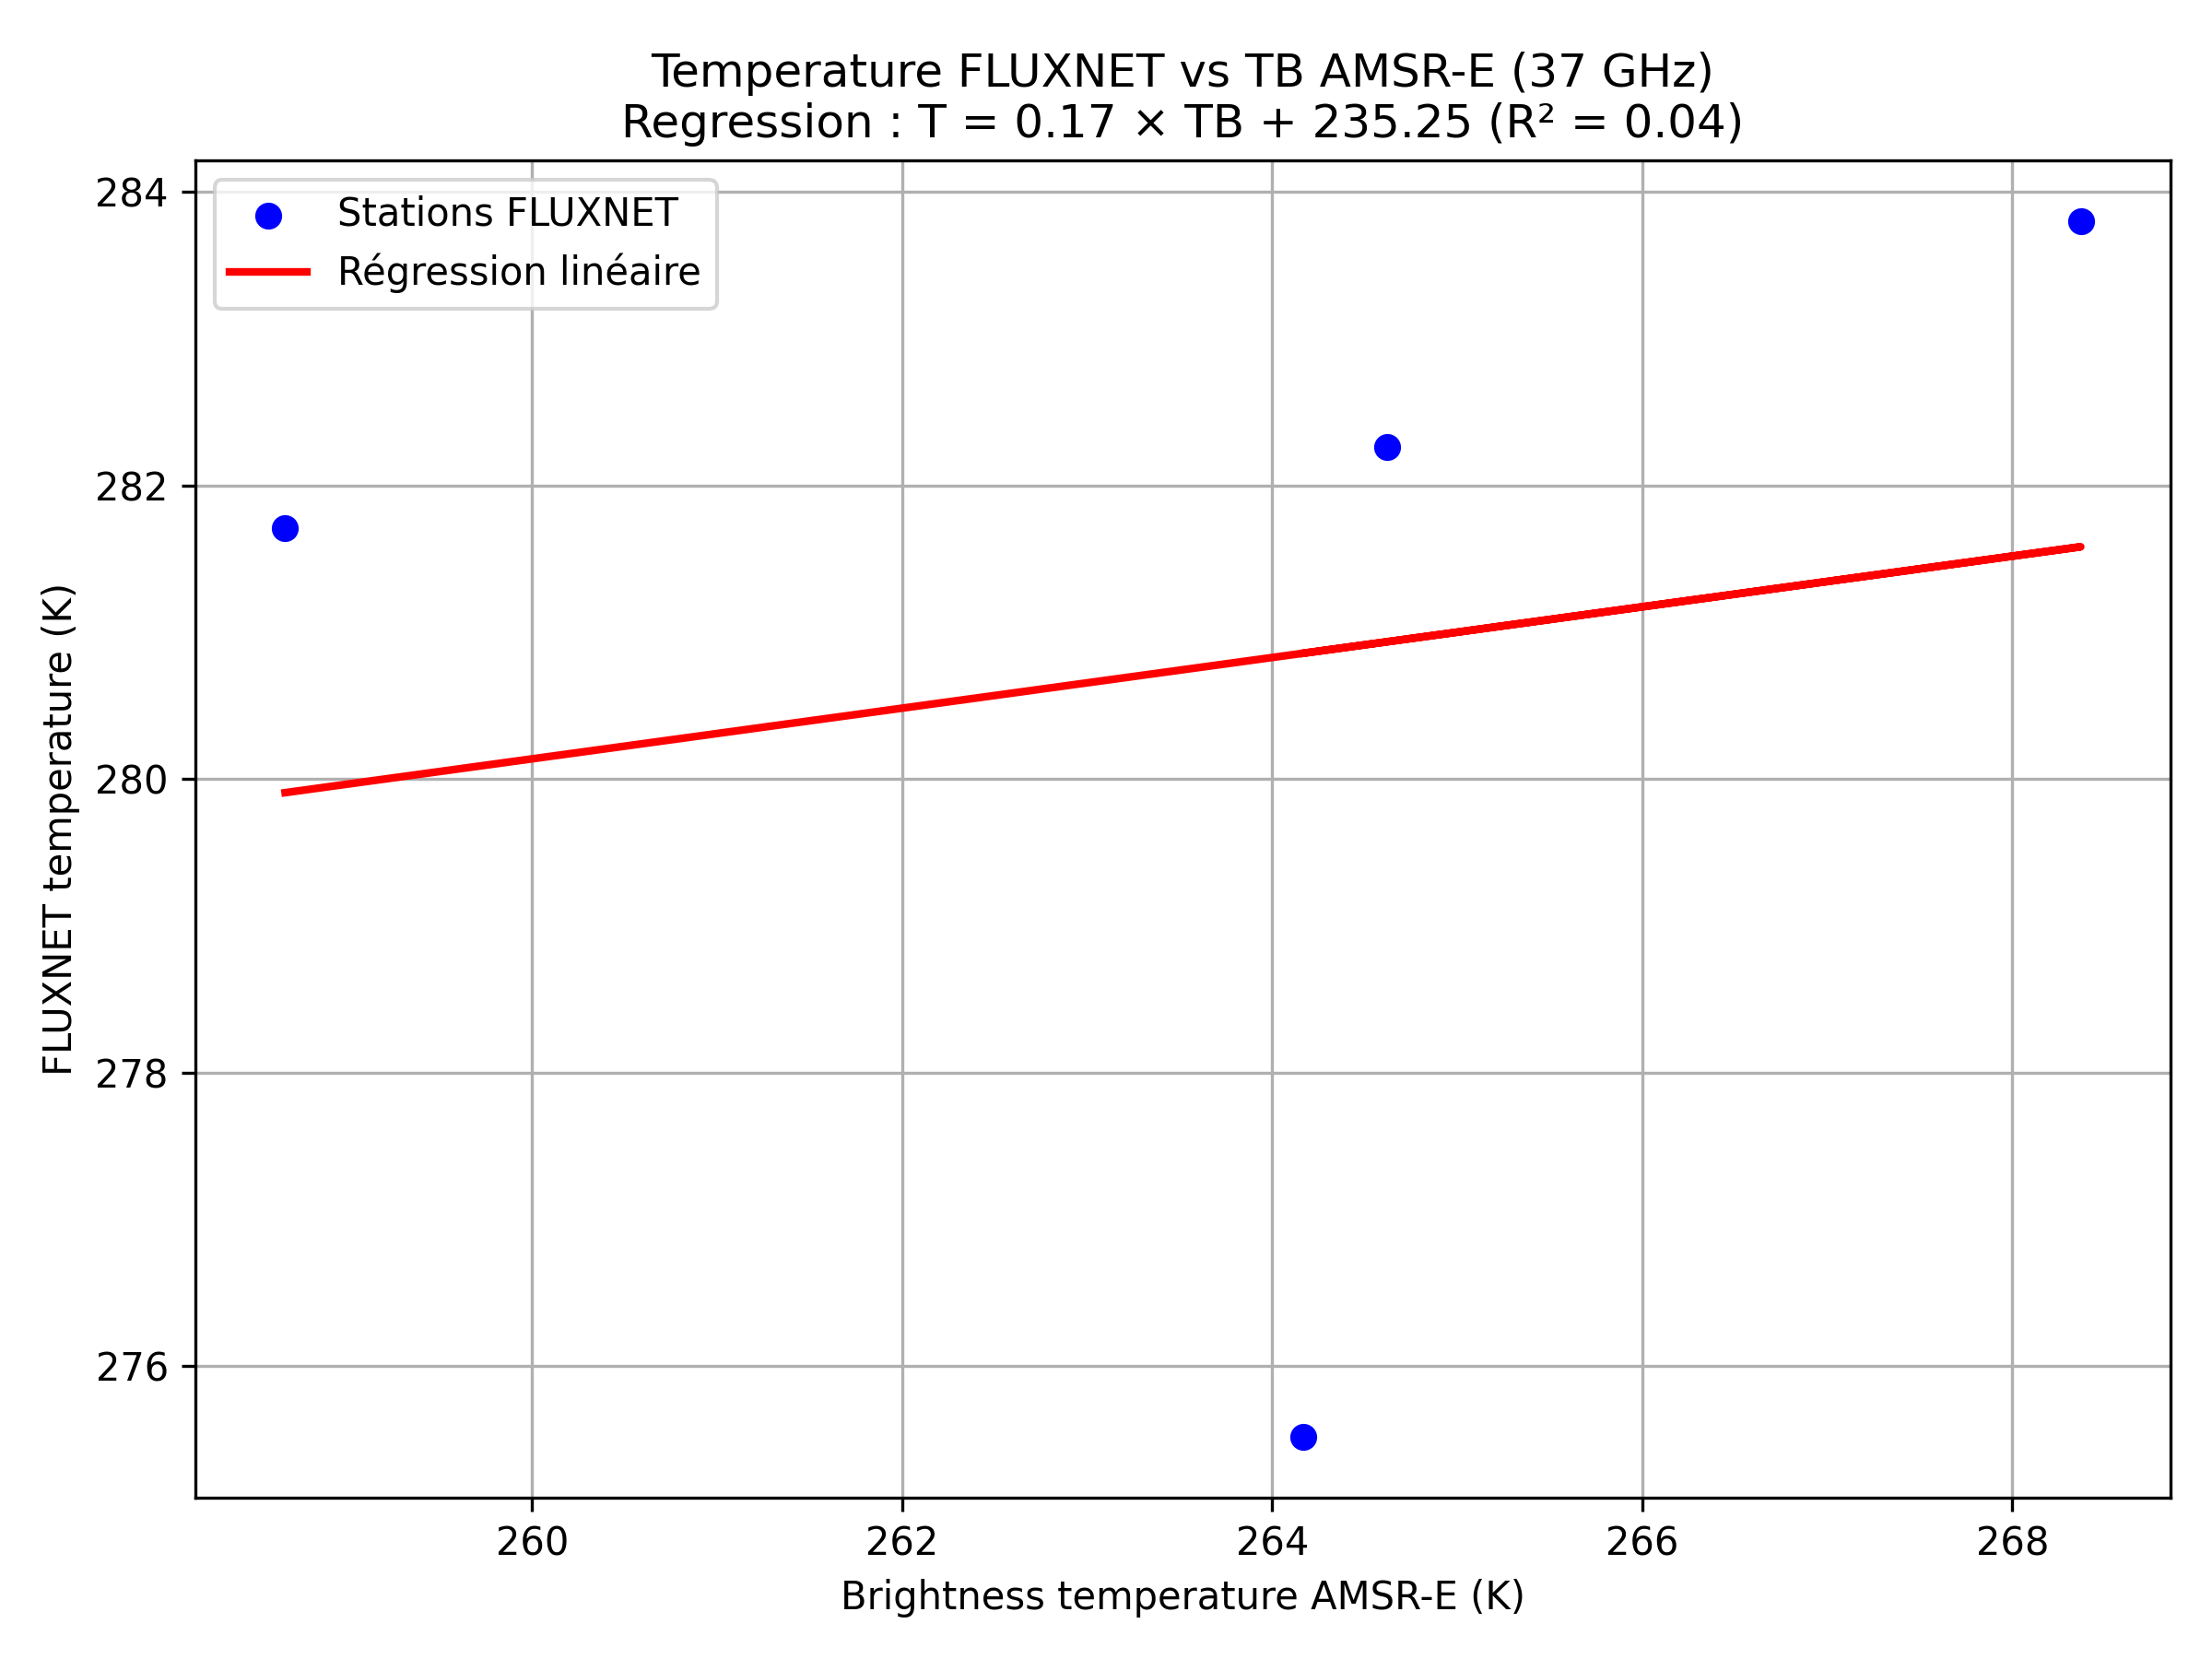 Temperature FLUXNET vs TB AMSR-E (37 GHz)
Regression : T = 0.17 × TB + 235.25 (R² = 0.04)
Stations FLUXNET
Régression linéaire
284
282
280
278
276
FLUXNET temperature (K)
260 262 264 266 268
Brightness temperature AMSR-E (K)